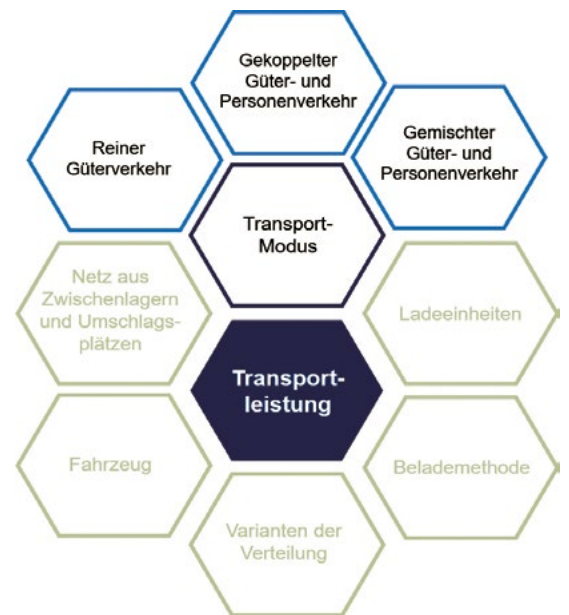 Gekoppelter
Güter- und
Personenverkehr
Reiner
Güterverkehr
Gemischter
Güter- und
Personenverkehr
Transport-
Modus
Netz aus
Zwischenlagern
und Umschlags-
plätzen
Ladeeinheiten
Transport-
leistung
Fahrzeug
Belademethode
Varianten der
Verteilung